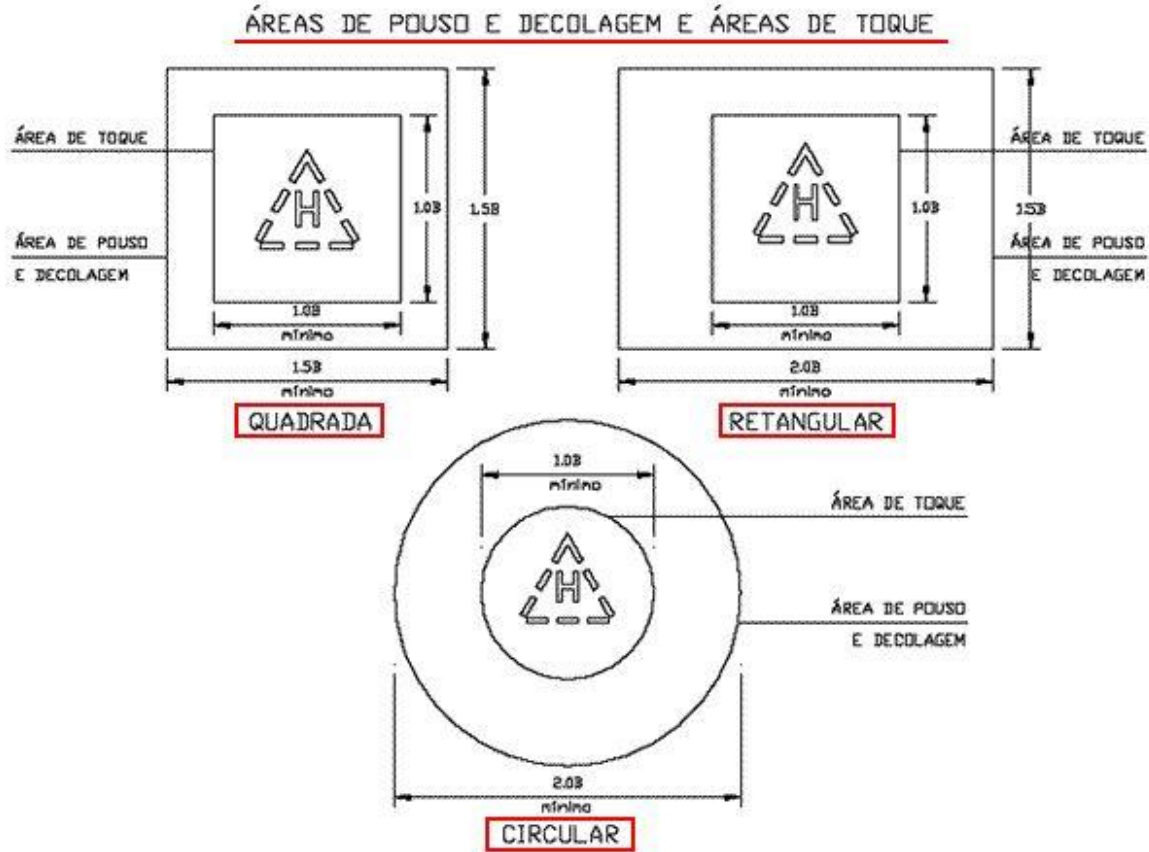 ÁREAS DE POUSO E DECOLAGEM E ÁREAS DE TOQUE
ÁREA DE TOQUE
ÁREA DE POUSO
E DECOLAGEM
H
1.0B
1.5B
1.0B
mínimo
1.5B
mínimo
QUADRADA
H
1.0B
1.5B
ÁREA DE TOQUE
ÁREA DE POUSO
E DECOLAGEM
1.0B
mínimo
2.0B
mínimo
RETANGULAR
1.0B
mínimo
H
ÁREA DE TOQUE
ÁREA DE POUSO
E DECOLAGEM
2.0B
mínimo
CIRCULAR